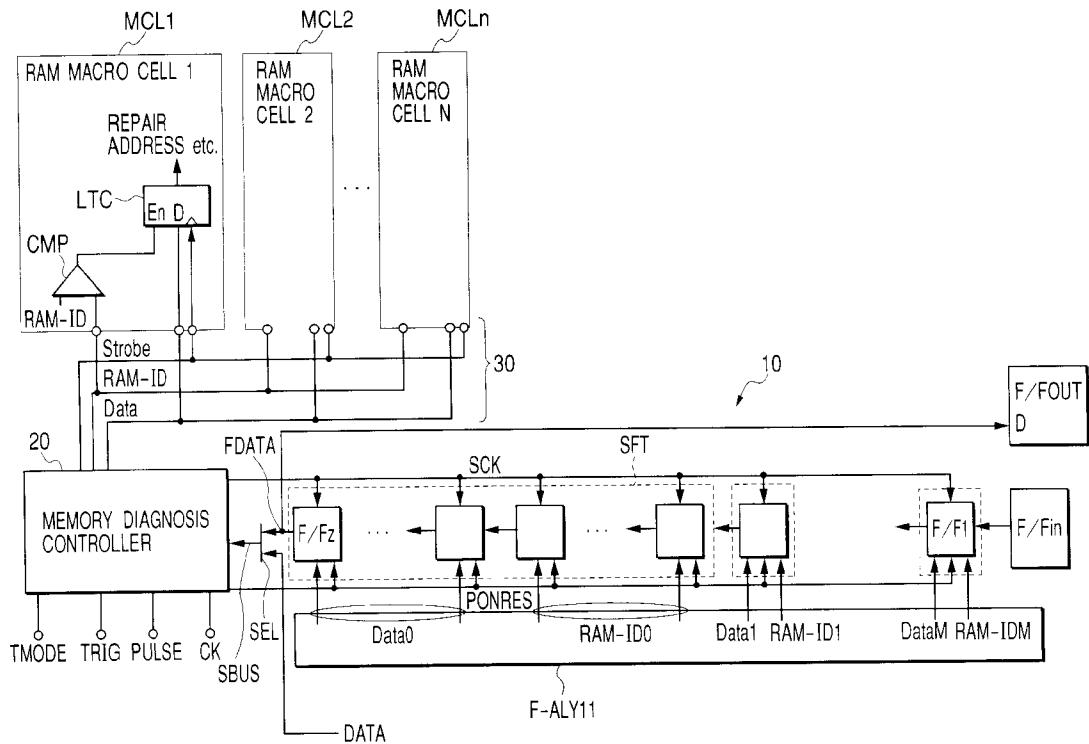 MCL1
MCL2
MCLn
RAM MACRO CELL 1
RAM
MACRO
CELL 2
RAM
MACRO
CELL N
REPAIR
ADDRESS etc.
LTC
En D
...
CMP
RAM-ID
Strobe
RAM-ID
Data
30
10
F/FOUT
D
20
FDATA
SFT
SCK
MEMORY DIAGNOSIS
CONTROLLER
F/Fz
...
...
F/F1
F/Fin
PONRES
SEL
Data0
RAM-ID0
Data1
RAM-ID1
DataM
RAM-IDM
TMODE
TRIG
PULSE
CK
SBUS
F-ALY11
DATA